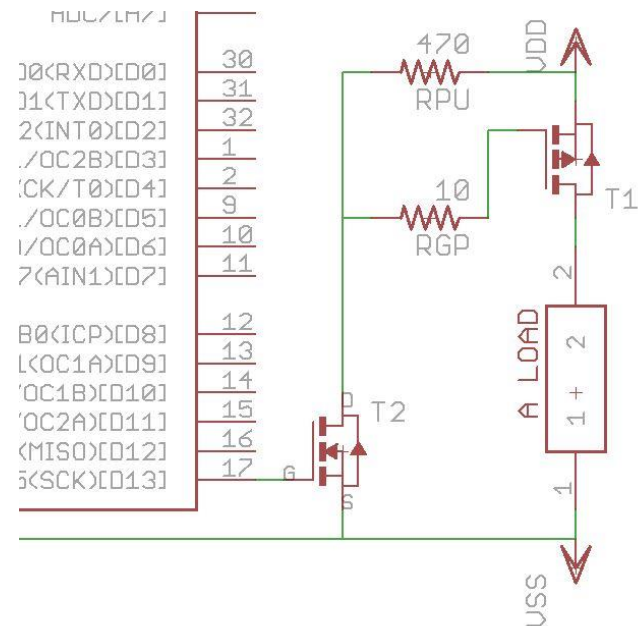 ADC7[A7]
D0(RXD)[D0] 30
D1(TXD)[D1] 31
2(INT0)[D2] 32
/OC2B)[D3] 1
CK/T0)[D4] 2
/OC0B)[D5] 9
/OC0A)[D6] 10
7(AIN1)[D7] 11
B0(ICP)[D8] 12
1(OC1A)[D9] 13
/OC1B)[D10] 14
/OC2A)[D11] 15
(MISO)[D12] 16
5(SCK)[D13] 17
470
RPU
10
RGP
VDD
T1
2
A LOAD
1 + 2
1
D
T2
G
S
VSS